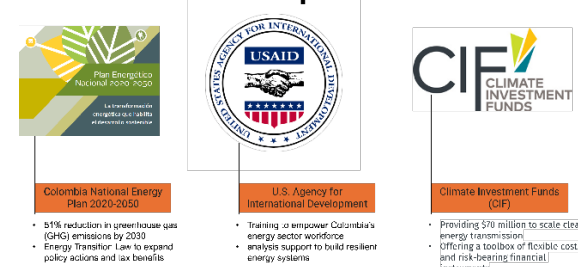 Plan Energético
Nacional 2020-2050
La transformación
energética que habilita
el desarrollo sostenible
UNITED STATES AGENCY FOR INTERNATIONAL DEVELOPMENT
USAID
CIF
CLIMATE
INVESTMENT
FUNDS
Colombia National Energy
Plan 2020-2050
• 51% reduction in greenhouse gas
(GHG) emissions by 2030
• Energy Transition Law to expand
policy actions and tax benefits
U.S. Agency for
International Development
• Training to empower Colombia's
energy sector workforce
• analysis support to build resilient
energy systems
Climate Investment Funds
(CIF)
• Providing $70 million to scale clea
energy transmission
• Offering a toolbox of flexible cost
and risk-bearing financial